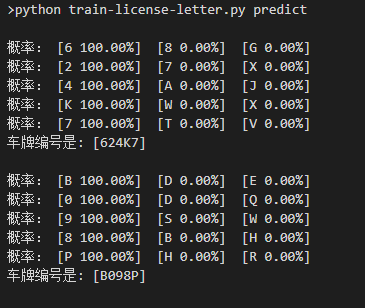 >python train-license-letter.py predict
概率: [6 100.00%] [8 0.00%] [G 0.00%]
概率: [2 100.00%] [7 0.00%] [X 0.00%]
概率: [4 100.00%] [A 0.00%] [J 0.00%]
概率: [K 100.00%] [W 0.00%] [X 0.00%]
概率: [7 100.00%] [T 0.00%] [V 0.00%]
车牌编号是: [624K7]
概率: [B 100.00%] [D 0.00%] [E 0.00%]
概率: [0 100.00%] [D 0.00%] [Q 0.00%]
概率: [9 100.00%] [S 0.00%] [W 0.00%]
概率: [8 100.00%] [B 0.00%] [H 0.00%]
概率: [P 100.00%] [H 0.00%] [R 0.00%]
车牌编号是: [B098P]